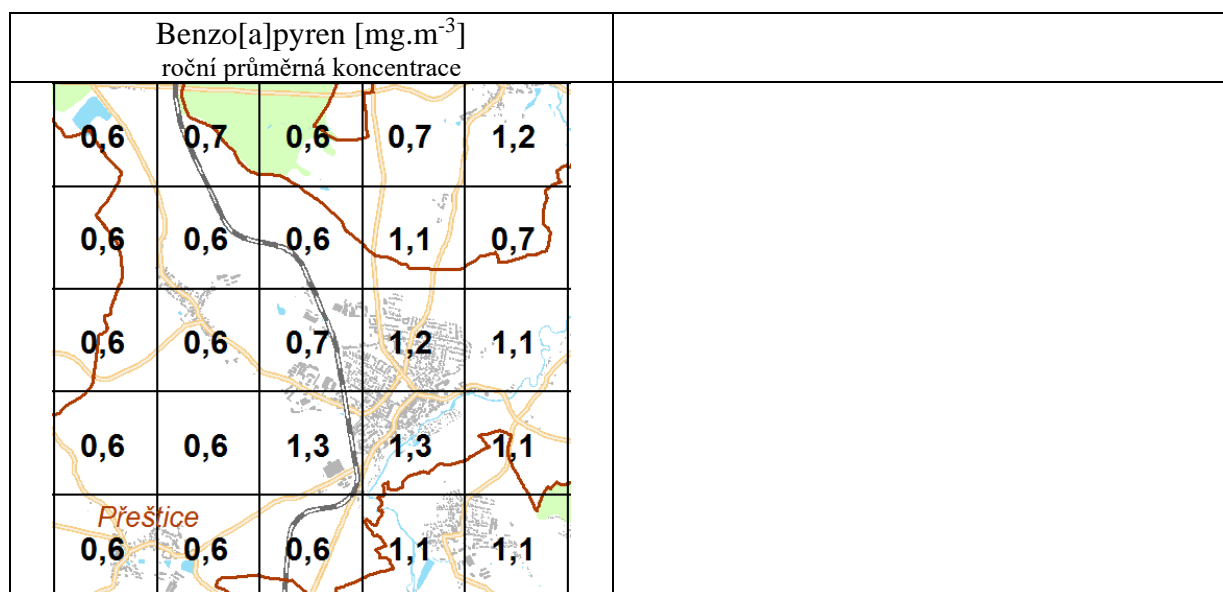 Benzo[a]pyren [mg.m-3]
roční průměrná koncentrace
0,6 0,7 0,6 0,7 1,2
0,6 0,6 0,6 1,1 0,7
0,6 0,6 0,7 1,2 1,1
0,6 0,6 1,3 1,3 1,1
Přeštice
0,6 0,6 0,6 1,1 1,1